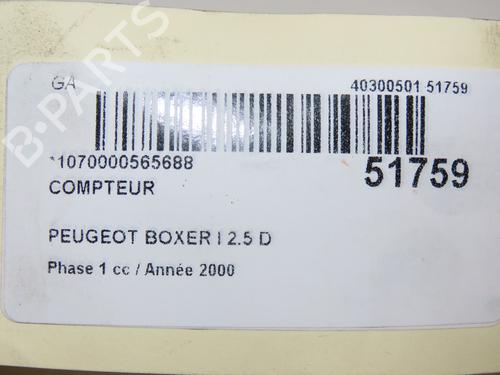 GA
40300501 51759
*1070000565688
51759
COMPTEUR
PEUGEOT BOXER I 2.5 D
Phase 1 cc / Année 2000
B-PARTS